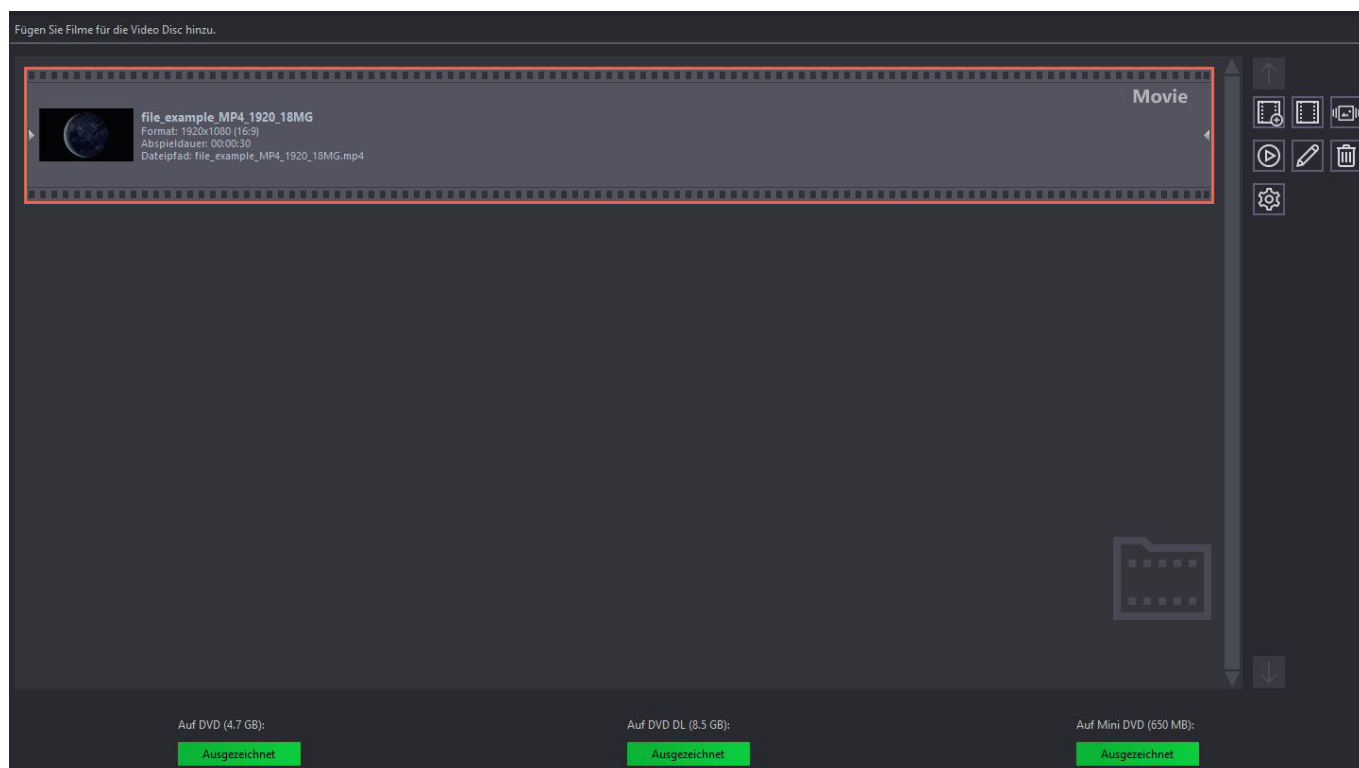 Fügen Sie Filme für die Video Disc hinzu.
Movie
file_example_MP4_1920_18MG
Format: 1920x1080 (16:9)
Abspieldauer: 00:00:30
Dateipfad: file_example_MP4_1920_18MG.mp4
Auf DVD (4.7 GB): Auf DVD DL (8.5 GB): Auf Mini DVD (650 MB):
Ausgezeichnet Ausgezeichnet Ausgezeichnet